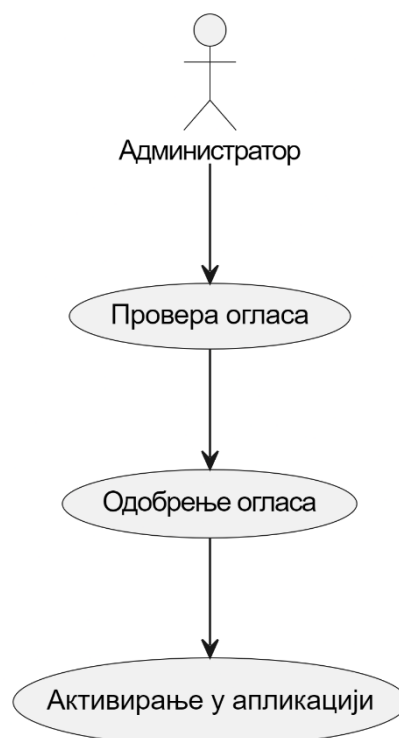 Администратор
Провера огласа
Одобрење огласа
Активирање у апликацији